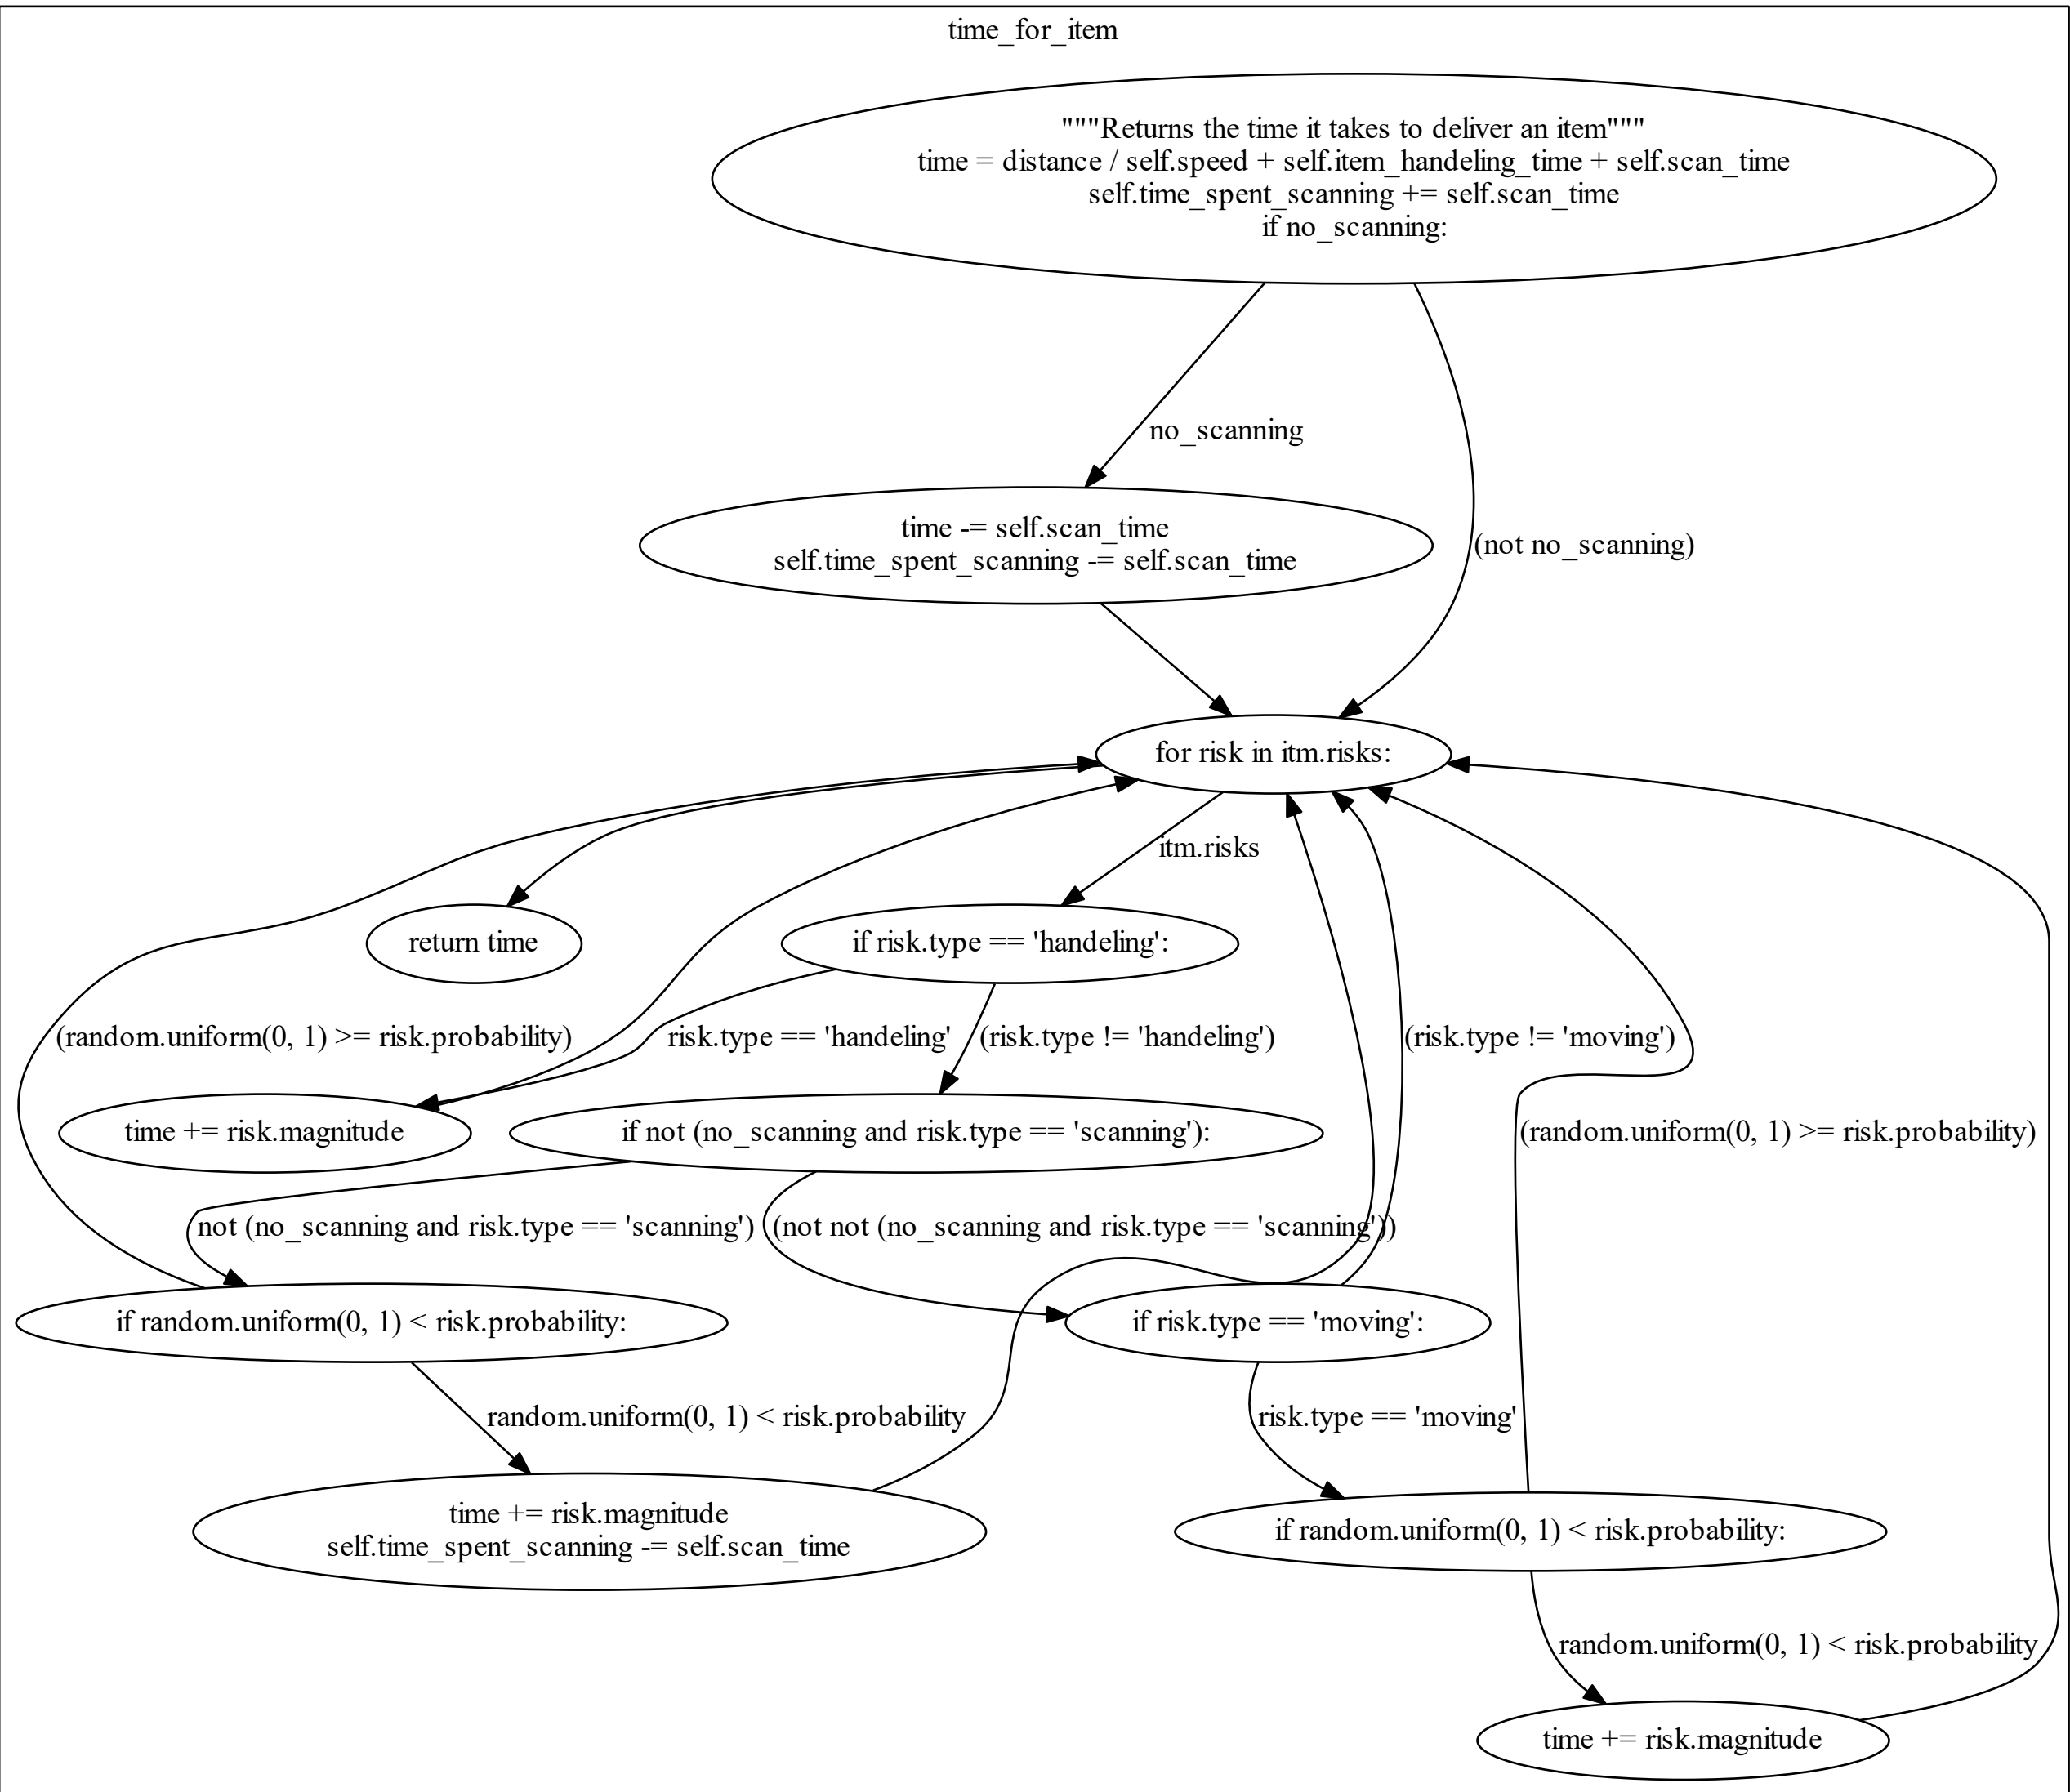 time_for_item
"""Returns the time it takes to deliver an item"""
time = distance / self.speed + self.item_handeling_time + self.scan_time
self.time_spent_scanning += self.scan_time
if no_scanning:
no_scanning
time -= self.scan_time
self.time_spent_scanning -= self.scan_time
(not no_scanning)
for risk in itm.risks:
itm.risks
return time
if risk.type == 'handeling':
(random.uniform(0, 1) >= risk.probability)
risk.type == 'handeling'
(risk.type != 'handeling')
(risk.type != 'moving')
time += risk.magnitude
if not (no_scanning and risk.type == 'scanning'):
(random.uniform(0, 1) >= risk.probability)
not (no_scanning and risk.type == 'scanning')
(not not (no_scanning and risk.type == 'scanning'))
if random.uniform(0, 1) < risk.probability:
if risk.type == 'moving':
random.uniform(0, 1) < risk.probability
risk.type == 'moving'
time += risk.magnitude
self.time_spent_scanning -= self.scan_time
if random.uniform(0, 1) < risk.probability:
random.uniform(0, 1) < risk.probability
time += risk.magnitude